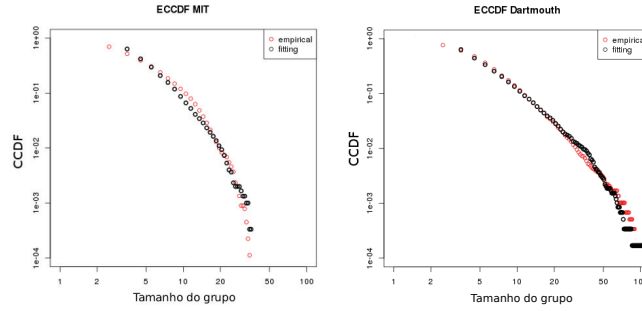 ECCDF MIT
empirical
fitting
CCDF
1e+00
1e-01
1e-02
1e-03
1e-04
1 2 5 10 20 50 100
Tamanho do grupo
ECCDF Dartmouth
empirical
fitting
CCDF
1e+00
1e-01
1e-02
1e-03
1e-04
1 2 5 10 20 50 10
Tamanho do grupo